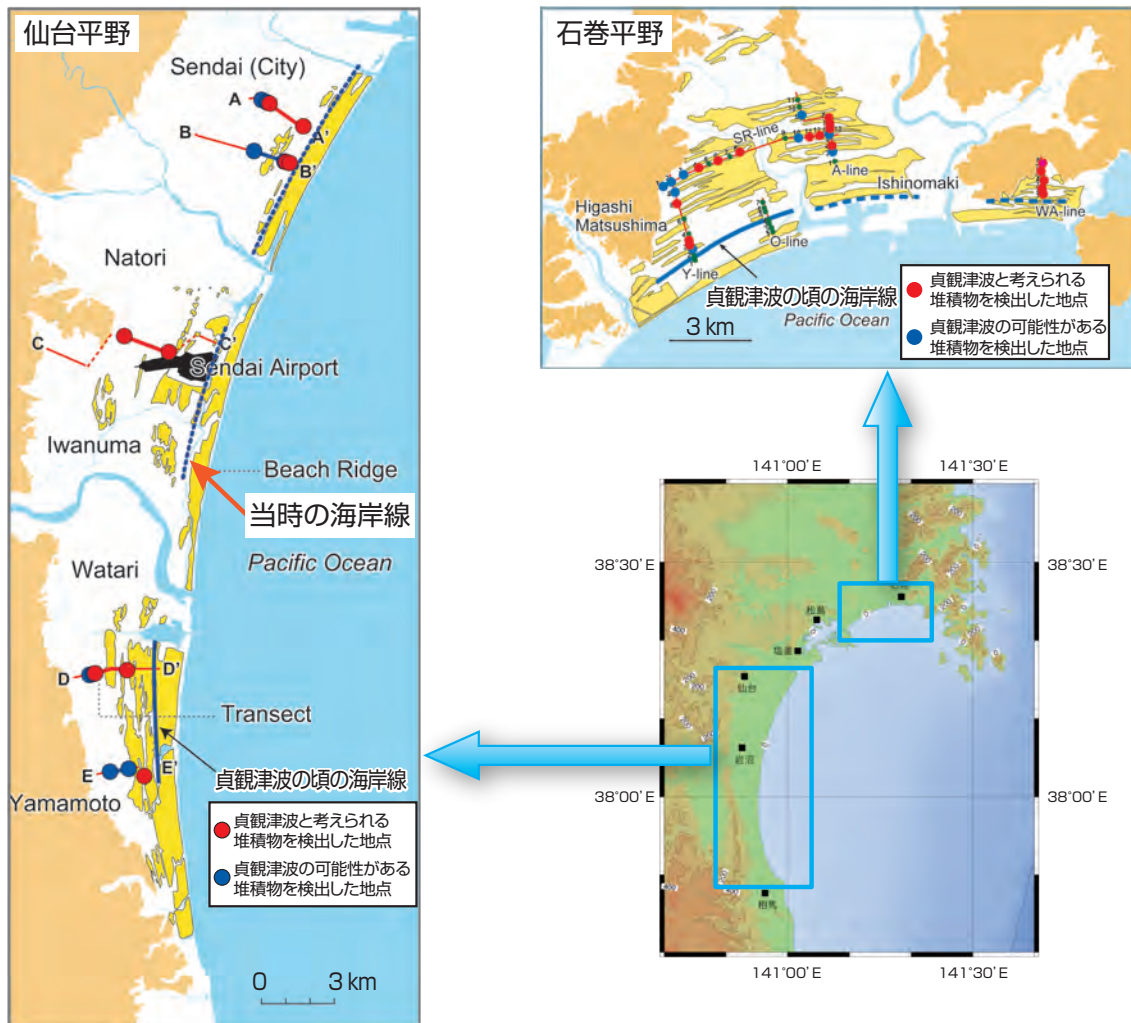 仙台平野
Sendai (City)
A
A'
B
B'
Natori
C
C'
Sendai Airport
Iwanuma
Beach Ridge
当時の海岸線
Pacific Ocean
Watari
D
D'
Transect
E
E'
貞観津波の頃の海岸線
Yamamoto
貞観津波と考えられる
堆積物を検出した地点
貞観津波の可能性がある
堆積物を検出した地点
0 3 km
石巻平野
SR-line
A-line
Ishinomaki
Higashi
Matsushima
WA-line
O-line
Y-line
貞観津波の頃の海岸線
3 km
Pacific Ocean
貞観津波と考えられる
堆積物を検出した地点
貞観津波の可能性がある
堆積物を検出した地点
141°00' E
141°30' E
38°30' E
38°30' E
松島
塩釜
仙台
岩沼
38°00' E
38°00' E
相馬
141°00' E
141°30' E